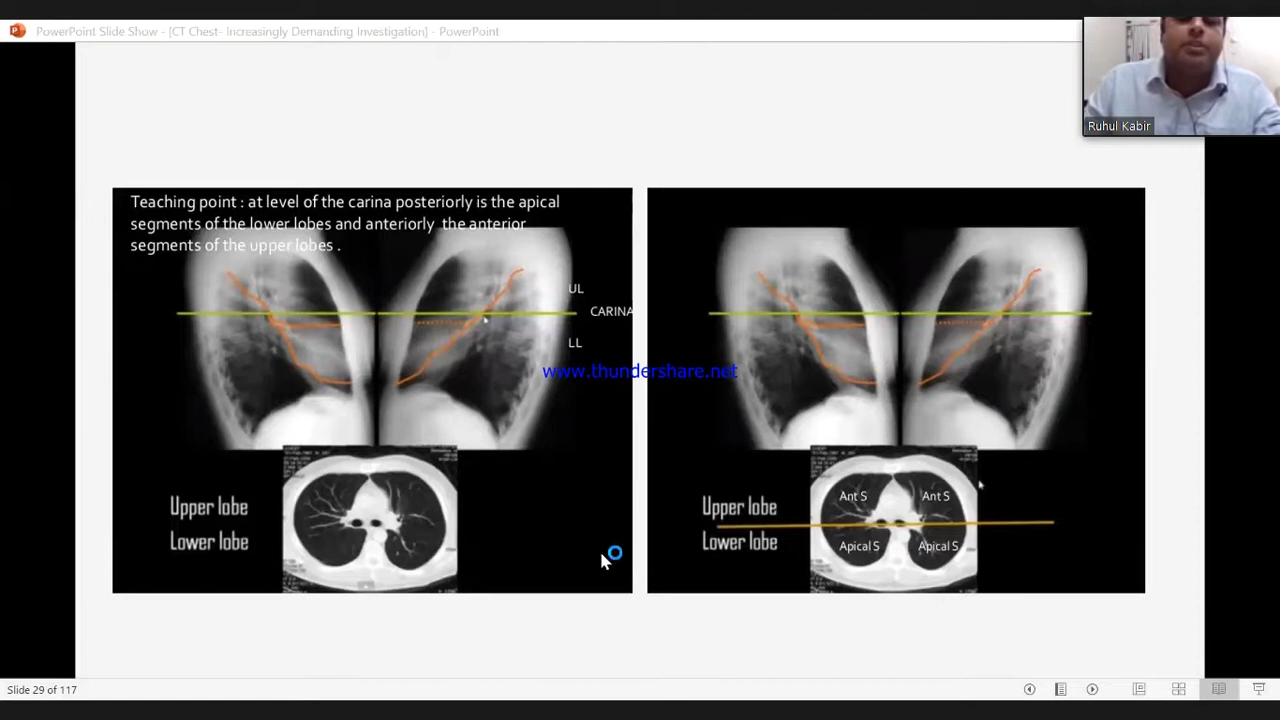 PowerPoint Slide Show - [CT Chest- Increasingly Demanding Investigation] - PowerPoint
Ruhul Kabir
Teaching point : at level of the carina posteriorly is the apical
segments of the lower lobes and anteriorly the anterior
segments of the upper lobes .
UL
CARINA
LL
www.thundershare.net
Upper lobe
Lower lobe
Upper lobe
Lower lobe
Ant S
Ant S
Apical S
Apical S
Slide 29 of 117